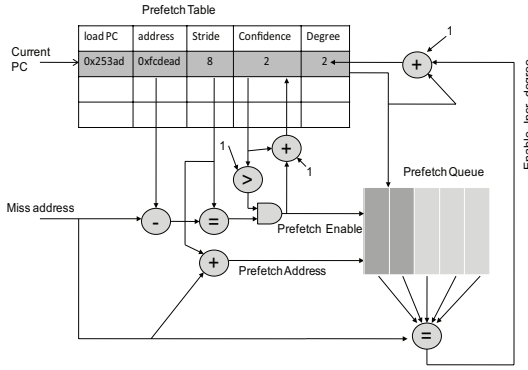 Prefetch Table
load PC address Stride Confidence Degree
Current PC
0x253ad 0xfcdead 8 2 2
1
+
1
+
1
>
Prefetch Queue
Miss address
-
=
Prefetch Enable
+
Prefetch Address
=
Enable Incr. degree